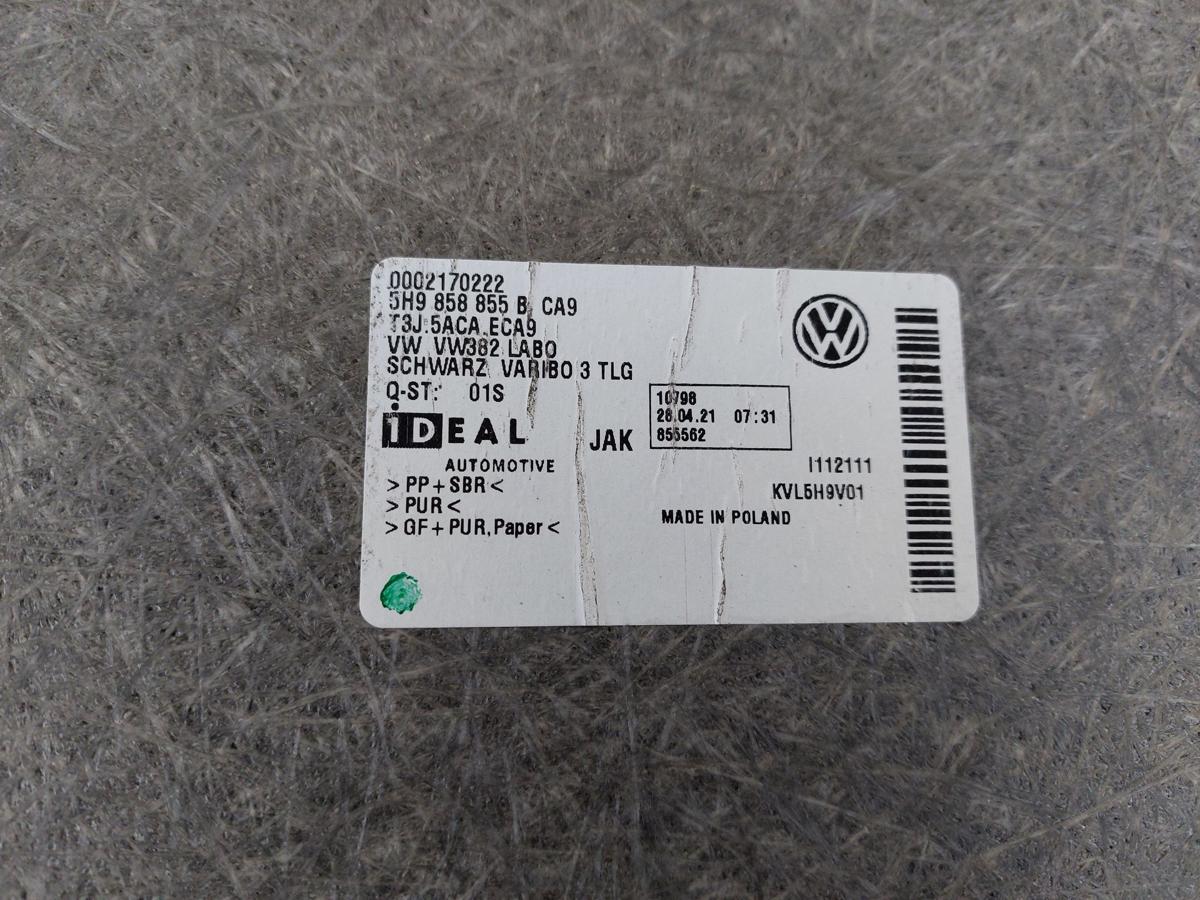 0002170222
5H9 858 855 B CA9
T3J.5ACA.ECA9
VW VW382 LABO
SCHWARZ VARIBO 3 TLG
Q-ST: 01S
iDEAL
AUTOMOTIVE
JAK
10798
28.04.21 07:31
855562
>PP+SBR<
>PUR<
>GF+PUR,Paper<
I112111
KVL5H9V01
MADE IN POLAND
VW